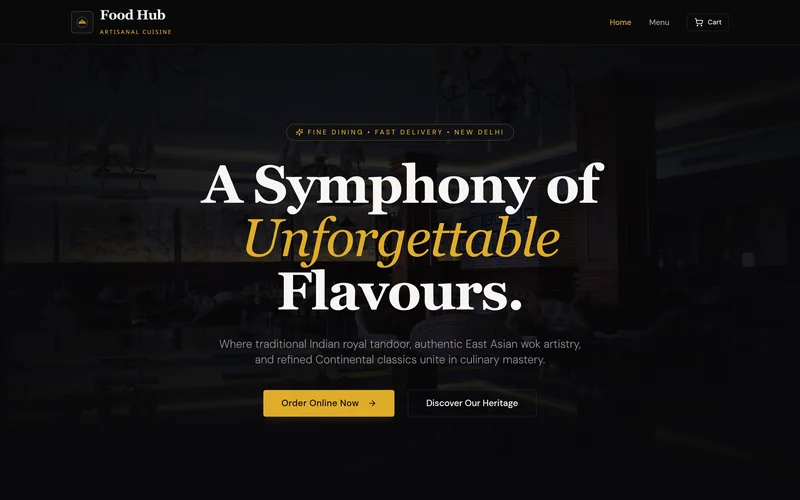 Food Hub
ARTISANAL CUISINE
Home
Menu
Cart
FINE DINING • FAST DELIVERY • NEW DELHI
A Symphony of
Unforgettable
Flavours.
Where traditional Indian royal tandoor, authentic East Asian wok artistry,
and refined Continental classics unite in culinary mastery.
Order Online Now →
Discover Our Heritage